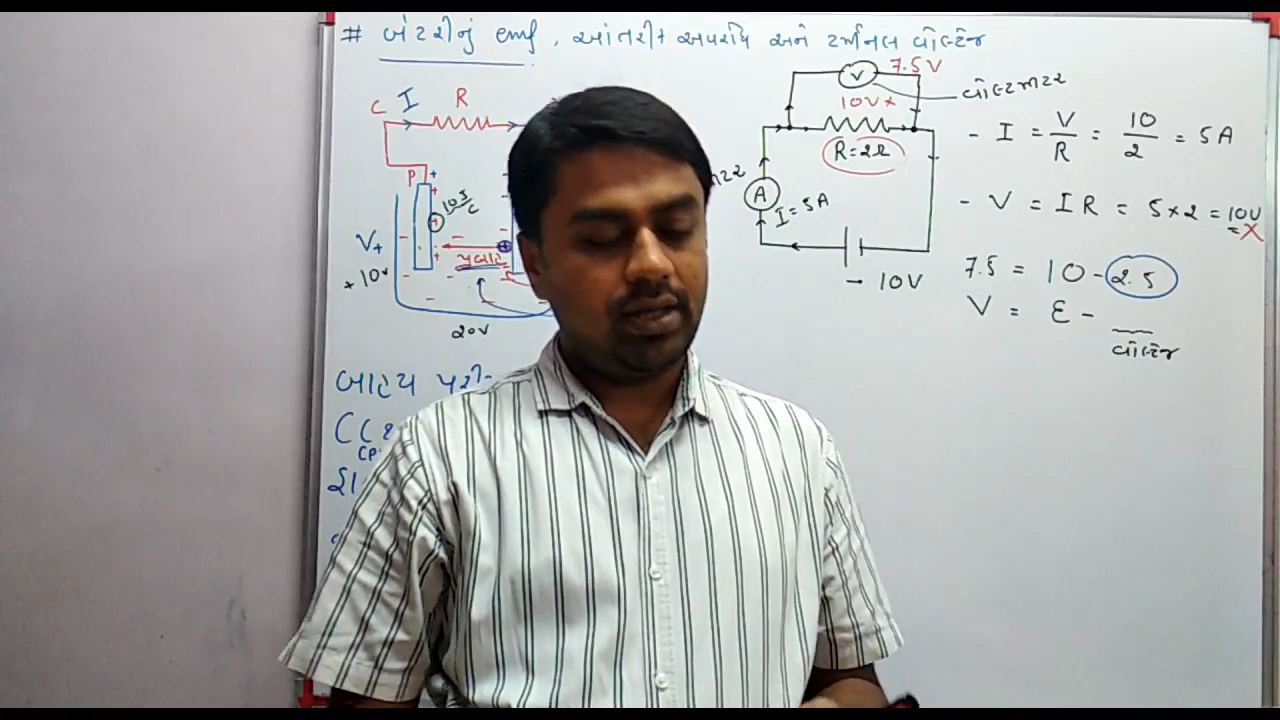 # બેટરીનું emf, આંતરીક અવરોધ અને ટર્મિનલ વોલ્ટેજ
C I R
P +
10 J/C
V+
+10V
20V
બાહ્ય
V 7.5V
વોલ્ટમીટર
10V x
R=2Ω
A I=5A
- 10V
- I = V/R = 10/2 = 5A
- V = IR = 5×2 = 10V
X
7.5 = 10 - 2.5
V = ε -
વોલ્ટેજ